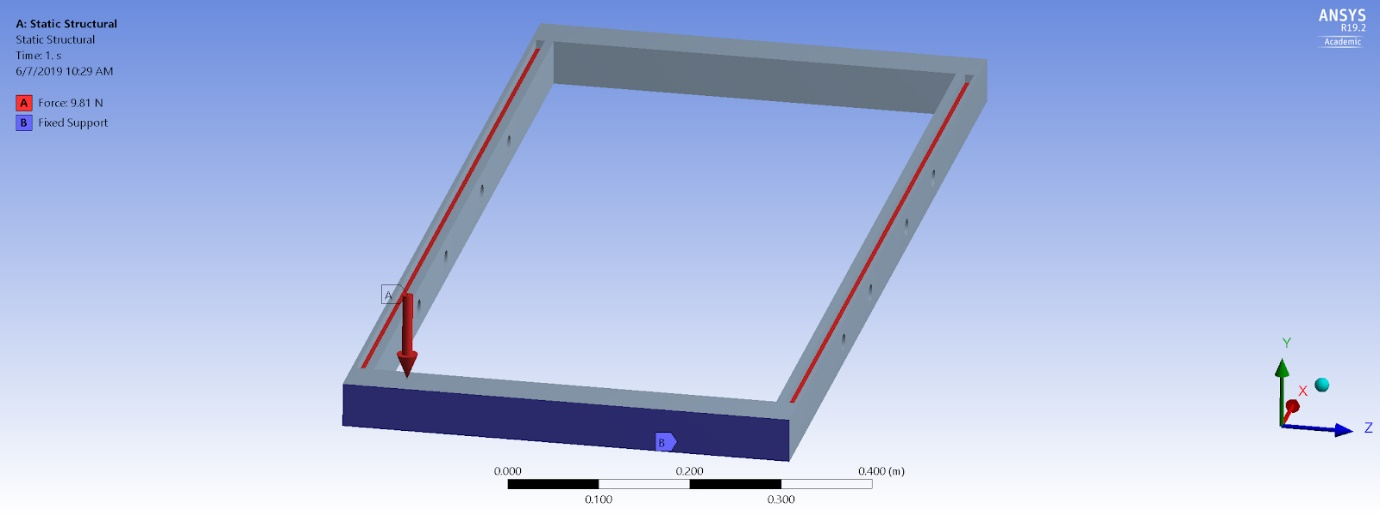 A: Static Structural
Static Structural
Time: 1. s
6/7/2019 10:29 AM
A Force: 9.81 N
B Fixed Support
ANSYS
R19.2
Academic
A
B
Y
X
Z
0.000 0.200 0.400 (m)
0.100 0.300